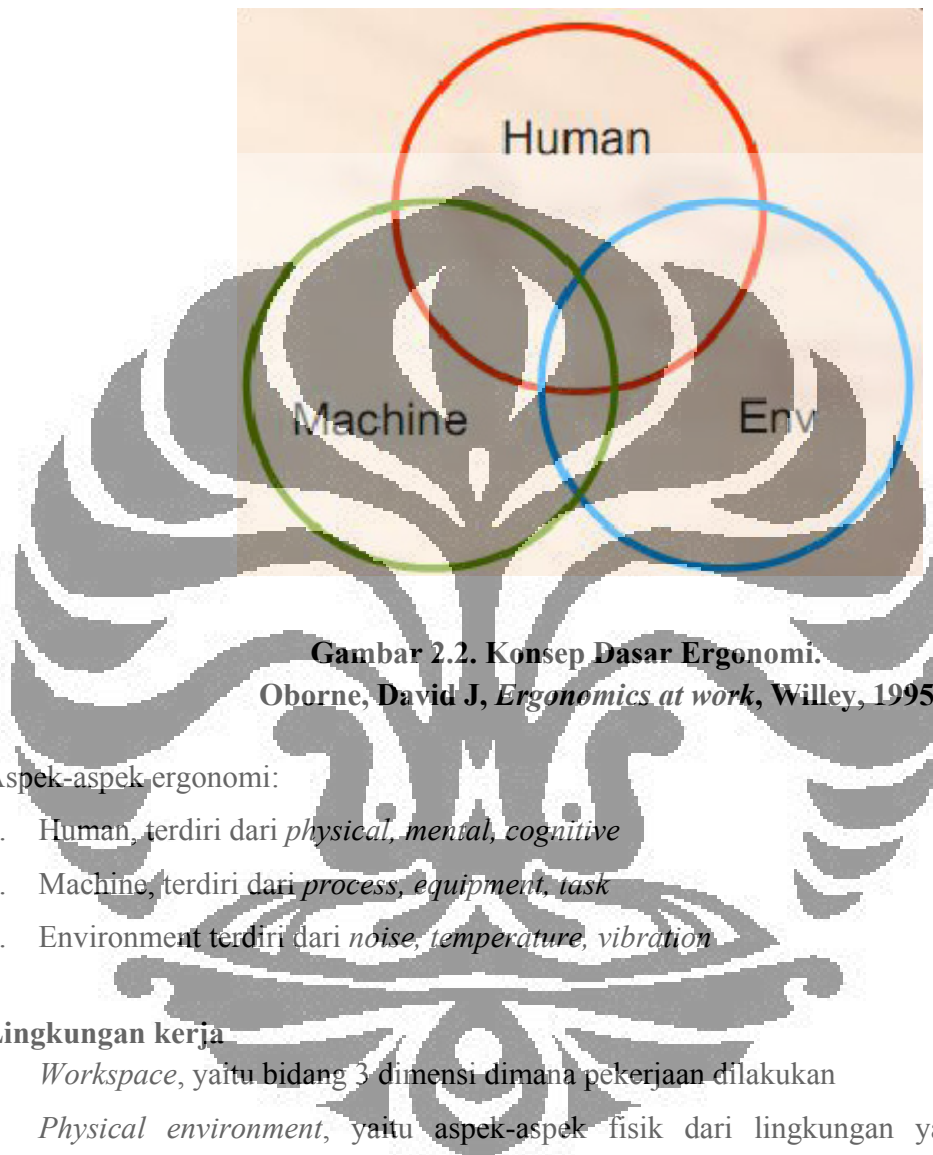 Human
Machine
Env
Gambar 2.2. Konsep Dasar Ergonomi.
Oborne, David J, Ergonomics at work, Willey, 1995
Aspek-aspek ergonomi:
. Human, terdiri dari physical, mental, cognitive
. Machine, terdiri dari process, equipment, task
. Environment terdiri dari noise, temperature, vibration
Lingkungan kerja
Workspace, yaitu bidang 3 dimensi dimana pekerjaan dilakukan
Physical environment, yaitu aspek-aspek fisik dari lingkungan